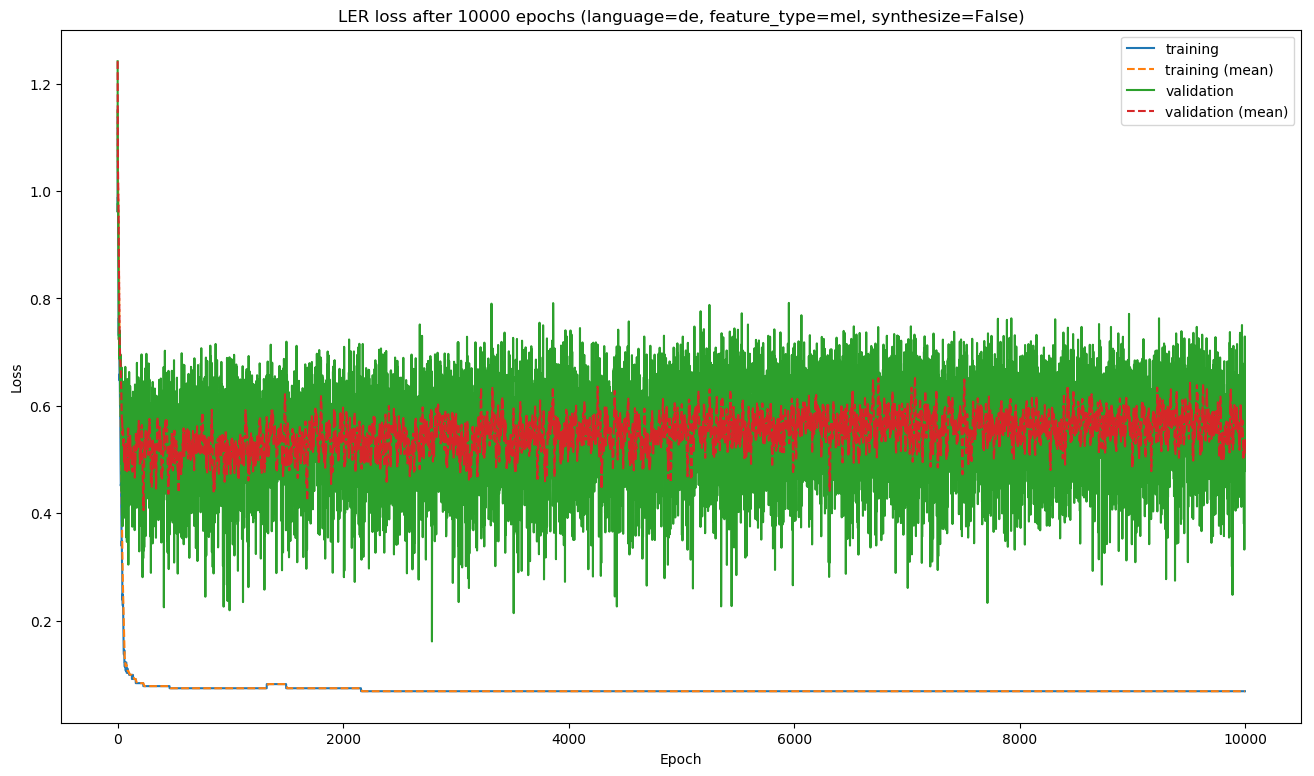 LER loss after 10000 epochs (language=de, feature_type=mel, synthesize=False)
training
training (mean)
validation
validation (mean)
1.2
1.0
0.8
0.6
0.4
0.2
Loss
0
2000
4000
6000
8000
10000
Epoch